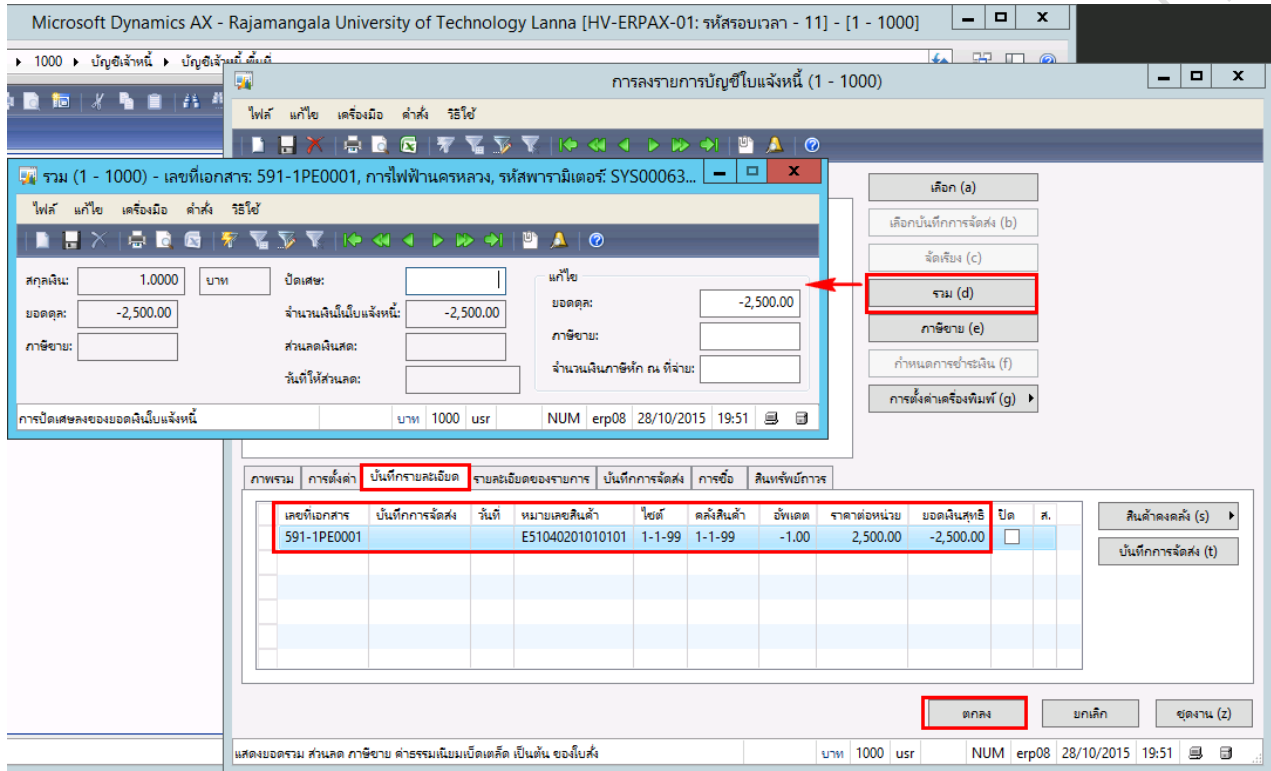 Microsoft Dynamics AX - Rajamangala University of Technology Lanna [HV-ERPAX-01: รหัสรอบเวลา - 11] - [1 - 1000]
1000 บัญชีเจ้าหนี้ บัญชีเจ้าหนี้
การลงรายการบัญชีใบแจ้งหนี้ (1 - 1000)
ไฟล์ แก้ไข เครื่องมือ คำสั่ง วิธีใช้
รวม (1 - 1000) - เลขที่เอกสาร: 591-1PE0001, การไฟฟ้านครหลวง, รหัสพารามิเตอร์: SYS00063...
ไฟล์ แก้ไข เครื่องมือ คำสั่ง วิธีใช้
สกุลเงิน: 1.0000 บาท ปัดเศษ: แก้ไข
ยอดดุล: -2,500.00 จำนวนเงินในใบแจ้งหนี้: -2,500.00 ยอดดุล: -2,500.00
ภาษีขาย: ส่วนลดเงินสด: ภาษีขาย:
วันที่ให้ส่วนลด: จำนวนเงินภาษีหัก ณ ที่จ่าย:
การปัดเศษลงของยอดเงินใบแจ้งหนี้ บาท 1000 usr NUM erp08 28/10/2015 19:51
เลือก (a)
เลือกบันทึกการจัดส่ง (b)
จัดเรียง (c)
รวม (d)
ภาษีขาย (e)
กำหนดการชำระเงิน (f)
การตั้งค่าเครื่องพิมพ์ (g)
ภาพรวม การตั้งค่า บันทึกรายละเอียด รายละเอียดของรายการ บันทึกการจัดส่ง การซื้อ สินทรัพย์ถาวร
เลขที่เอกสาร บันทึกการจัดส่ง วันที่ หมายเลขสินค้า ไซต์ คลังสินค้า อัพเดต ราคาต่อหน่วย ยอดเงินสุทธิ ปิด ส.
591-1PE0001 E51040201010101 1-1-99 1-1-99 -1.00 2,500.00 -2,500.00
สินค้าคงคลัง (s)
บันทึกการจัดส่ง (t)
ตกลง ยกเลิก ชุดงาน (z)
แสดงยอดรวม ส่วนลด ภาษีขาย ค่าธรรมเนียมเบ็ดเตล็ด เป็นต้น ของใบสั่ง บาท 1000 usr NUM erp08 28/10/2015 19:51